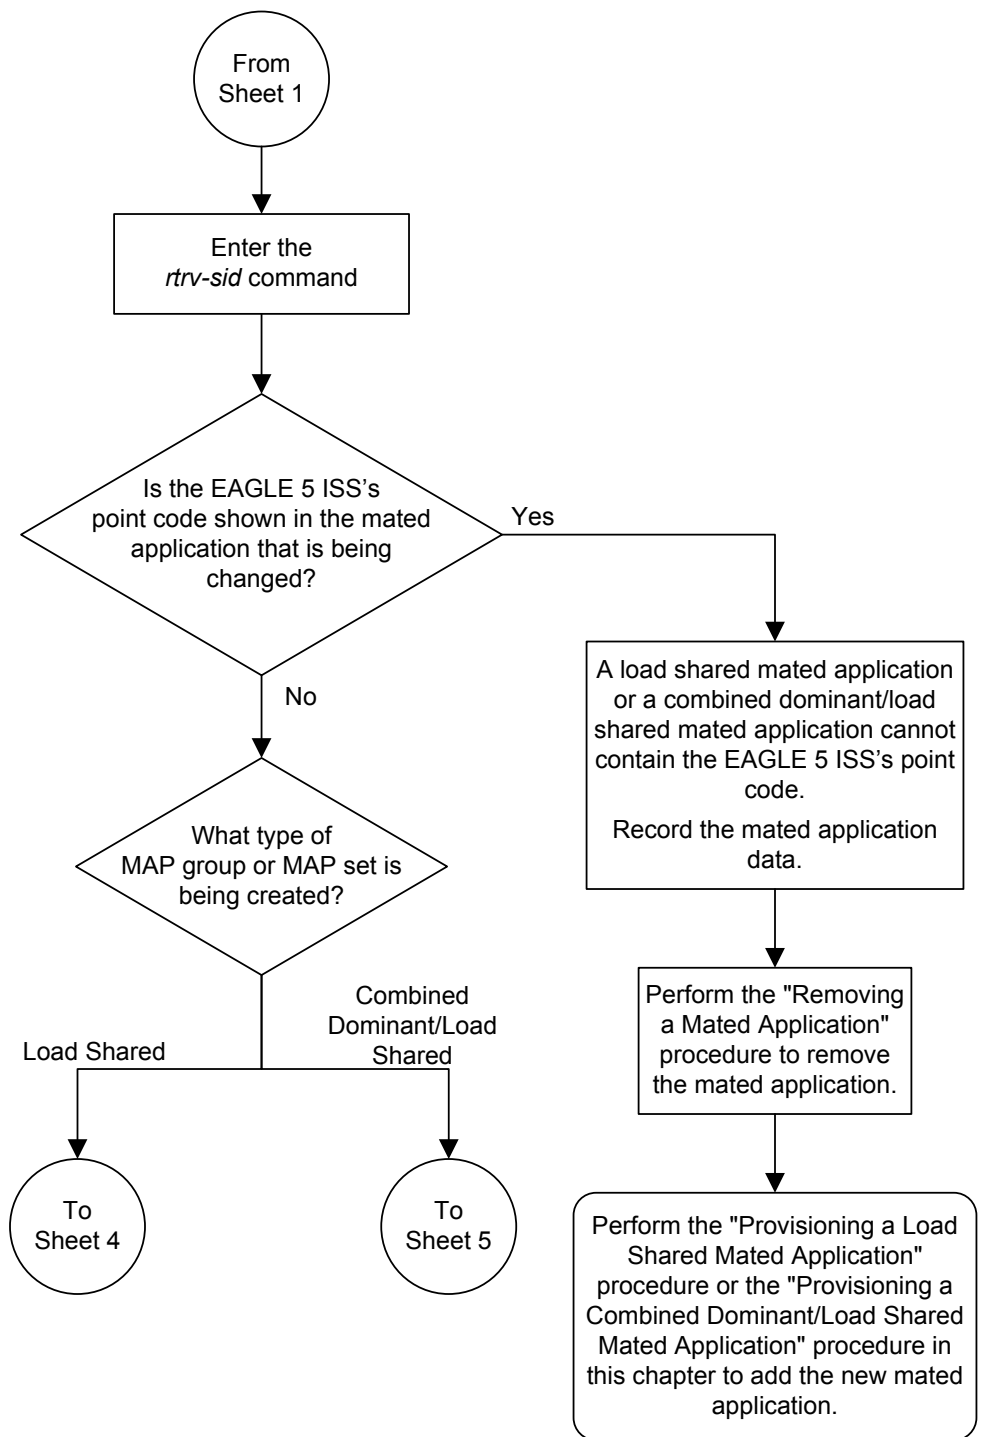 From
Sheet 1
Enter the
rtrv-sid command
Is the EAGLE 5 ISS's
point code shown in the mated
application that is being
changed?
Yes
No
What type of
MAP group or MAP set is
being created?
Load Shared
Combined
Dominant/Load
Shared
To
Sheet 4
To
Sheet 5
A load shared mated application
or a combined dominant/load
shared mated application cannot
contain the EAGLE 5 ISS's point
code.
Record the mated application
data.
Perform the "Removing
a Mated Application"
procedure to remove
the mated application.
Perform the "Provisioning a Load
Shared Mated Application"
procedure or the "Provisioning a
Combined Dominant/Load Shared
Mated Application" procedure in
this chapter to add the new mated
application.